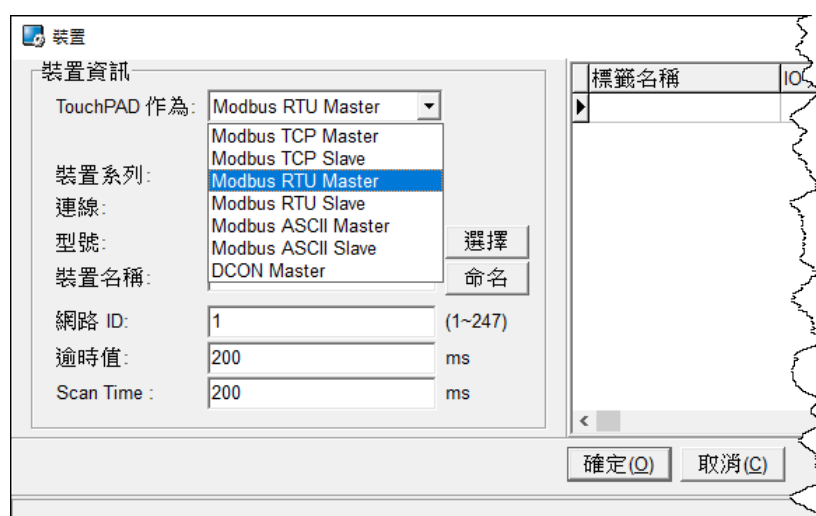 裝置
裝置資訊
TouchPAD 作為: Modbus RTU Master
Modbus TCP Master
Modbus TCP Slave
Modbus RTU Master
Modbus RTU Slave
Modbus ASCII Master
Modbus ASCII Slave
DCON Master
裝置系列:
連線:
型號: 選擇
裝置名稱: 命名
網路 ID: 1 (1~247)
逾時值: 200 ms
Scan Time : 200 ms
標籤名稱 IO
確定(O) 取消(C)